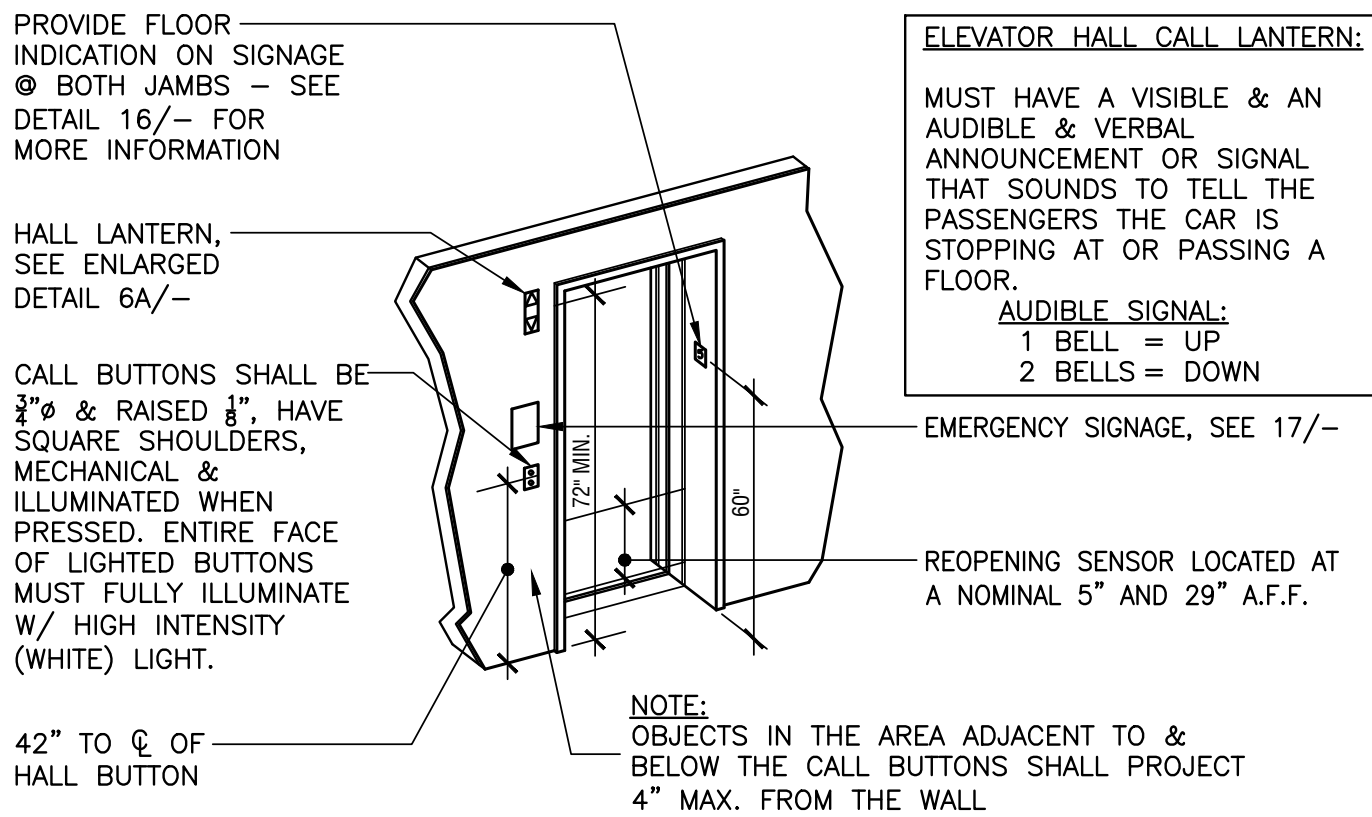 PROVIDE FLOOR
INDICATION ON SIGNAGE
@ BOTH JAMBS – SEE
DETAIL 16/– FOR
MORE INFORMATION
HALL LANTERN,
SEE ENLARGED
DETAIL 6A/–
CALL BUTTONS SHALL BE
3/4"ø & RAISED 1/8", HAVE
SQUARE SHOULDERS,
MECHANICAL &
ILLUMINATED WHEN
PRESSED. ENTIRE FACE
OF LIGHTED BUTTONS
MUST FULLY ILLUMINATE
W/ HIGH INTENSITY
(WHITE) LIGHT.
42" TO ℄ OF
HALL BUTTON
72" MIN.
60"
ELEVATOR HALL CALL LANTERN:
MUST HAVE A VISIBLE & AN
AUDIBLE & VERBAL
ANNOUNCEMENT OR SIGNAL
THAT SOUNDS TO TELL THE
PASSENGERS THE CAR IS
STOPPING AT OR PASSING A
FLOOR.
AUDIBLE SIGNAL:
1 BELL = UP
2 BELLS = DOWN
EMERGENCY SIGNAGE, SEE 17/–
REOPENING SENSOR LOCATED AT
A NOMINAL 5" AND 29" A.F.F.
NOTE:
OBJECTS IN THE AREA ADJACENT TO &
BELOW THE CALL BUTTONS SHALL PROJECT
4" MAX. FROM THE WALL